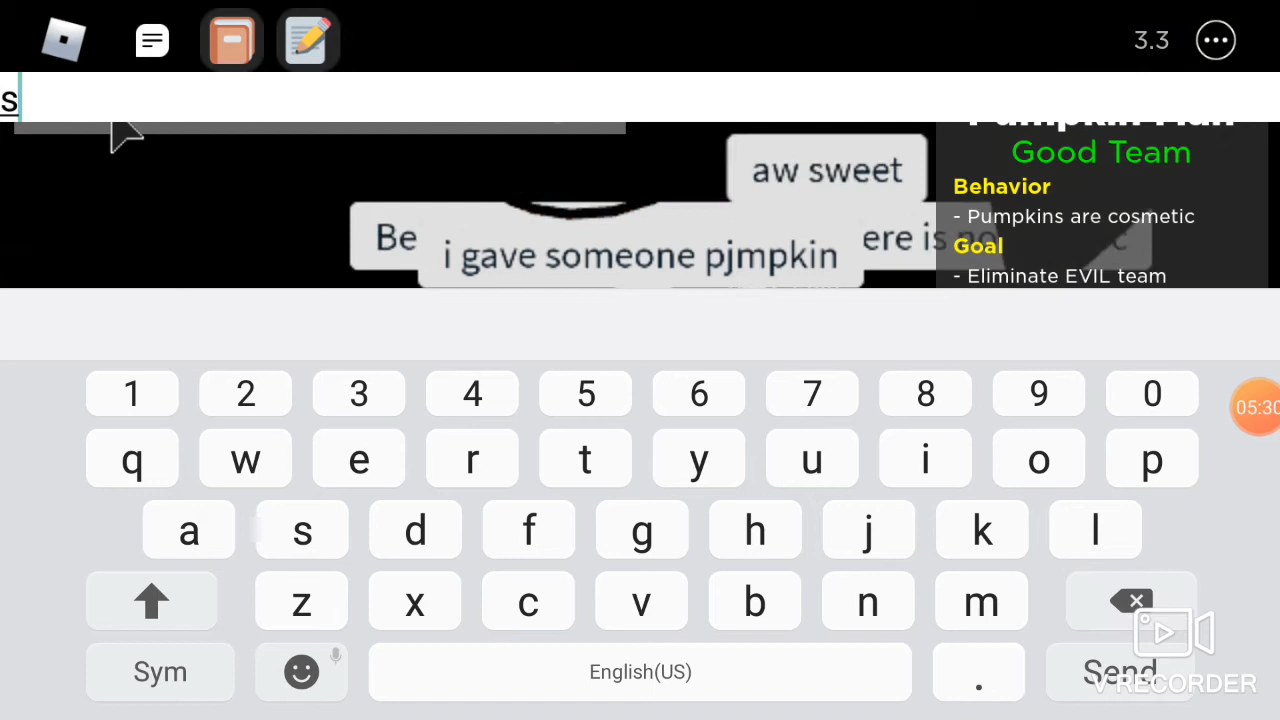 3.3
s
Good Team
Behavior
- Pumpkins are cosmetic
Goal
- Eliminate EVIL team
aw sweet
Be ere is no
i gave someone pjmpkin
1 2 3 4 5 6 7 8 9 0
05:30
q w e r t y u i o p
a s d f g h j k l
z x c v b n m
Sym English(US) . Send
V RECORDER